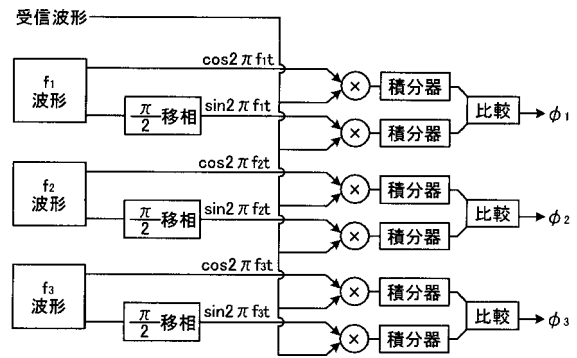 受信波形
cos2πf₁t
f₁
波形
π/2 移相
sin2πf₁t
×
積分器
×
積分器
比較
φ₁
cos2πf₂t
f₂
波形
π/2 移相
sin2πf₂t
×
積分器
×
積分器
比較
φ₂
cos2πf₃t
f₃
波形
π/2 移相
sin2πf₃t
×
積分器
×
積分器
比較
φ₃